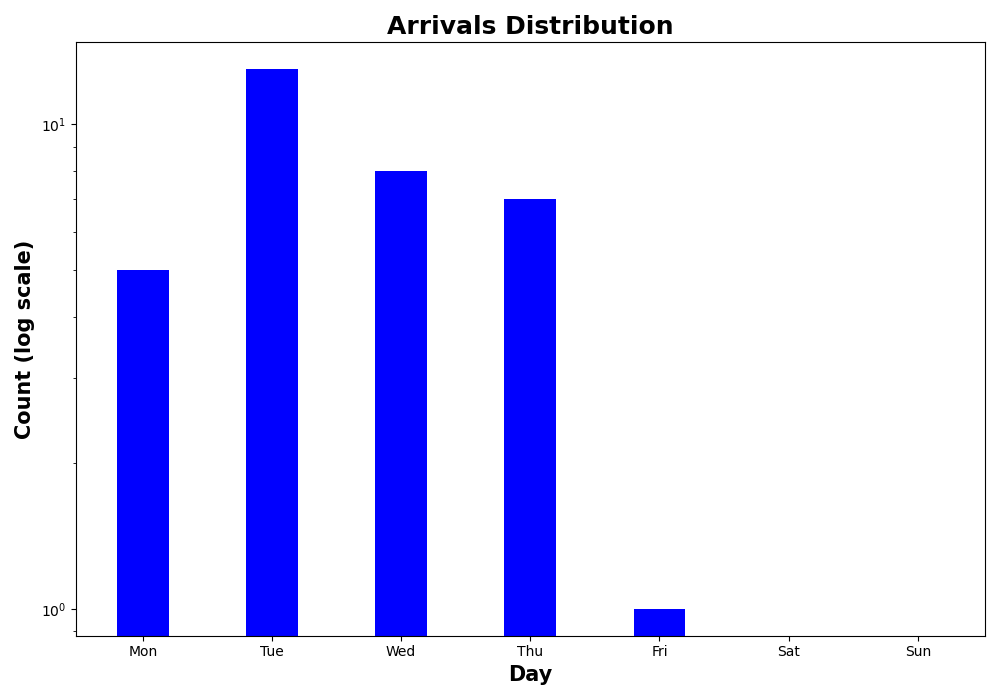 Arrivals Distribution
Count (log scale)
10¹
10⁰
Mon Tue Wed Thu Fri Sat Sun
Day